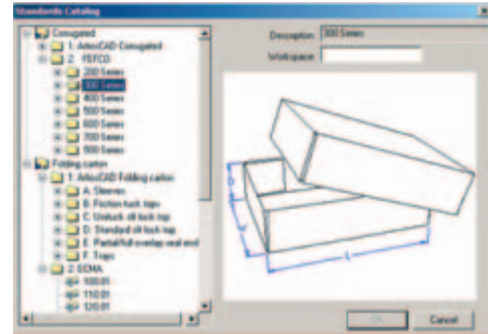 Standards Catalog
Corrugated
1. ArtiosCAD Corrugated
2. FEFCO
200 Series
300 Series
400 Series
500 Series
600 Series
700 Series
900 Series
Folding carton
1. ArtiosCAD Folding carton
A. Sleeves
B. Friction tuck tops
C. Unituck slit lock top
D. Standard slit lock top
E. Partial/full overlap seal end
F. Trays
2. ECMA
100.01
110.01
120.01
Description 300 Series
Workspace
D
W
L
Cancel